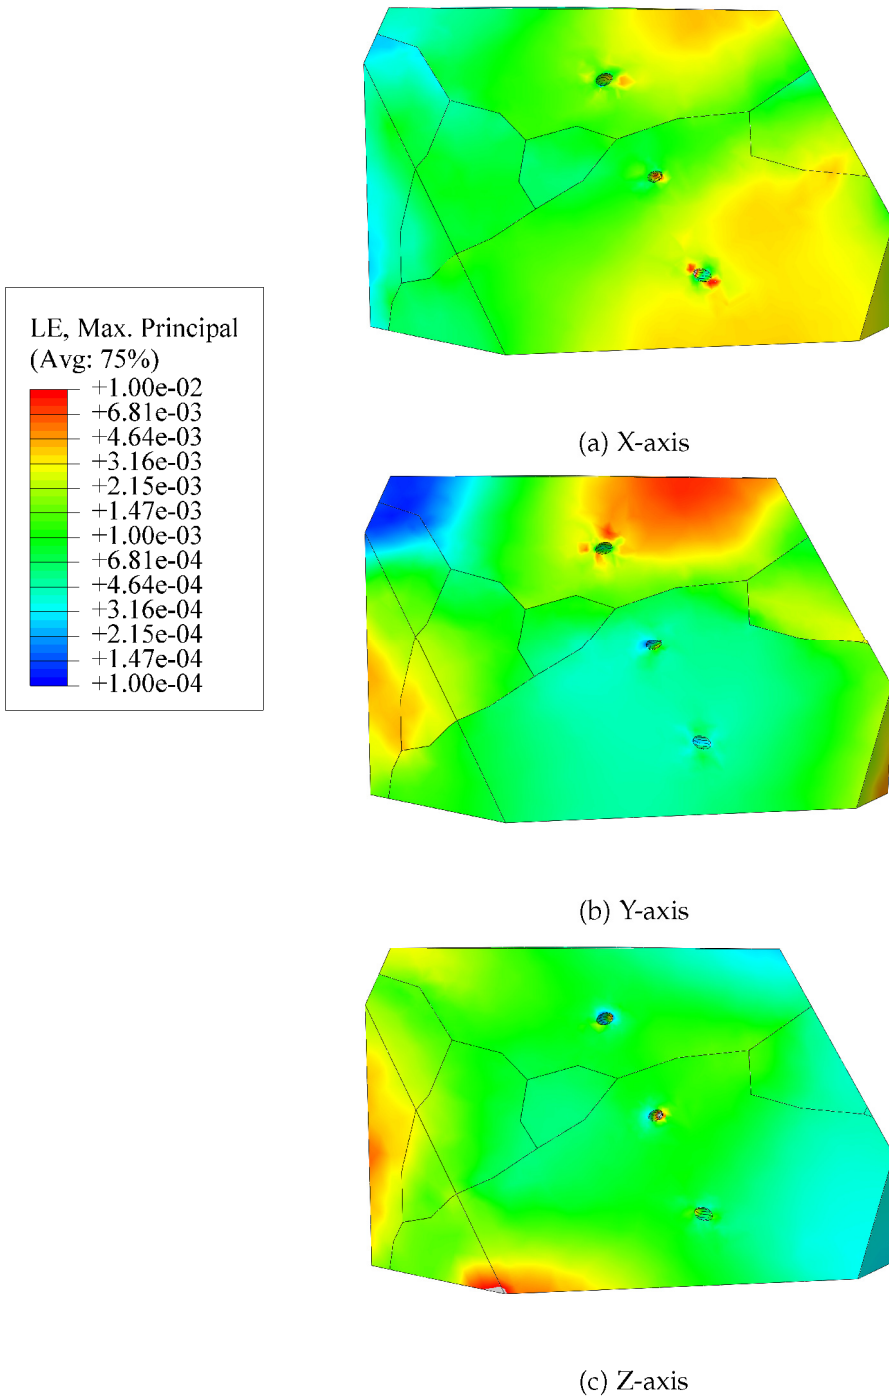 (a) X-axis
LE, Max. Principal
(Avg: 75%)
+1.00e-02
+6.81e-03
+4.64e-03
+3.16e-03
+2.15e-03
+1.47e-03
+1.00e-03
+6.81e-04
+4.64e-04
+3.16e-04
+2.15e-04
+1.47e-04
+1.00e-04
(b) Y-axis
(c) Z-axis